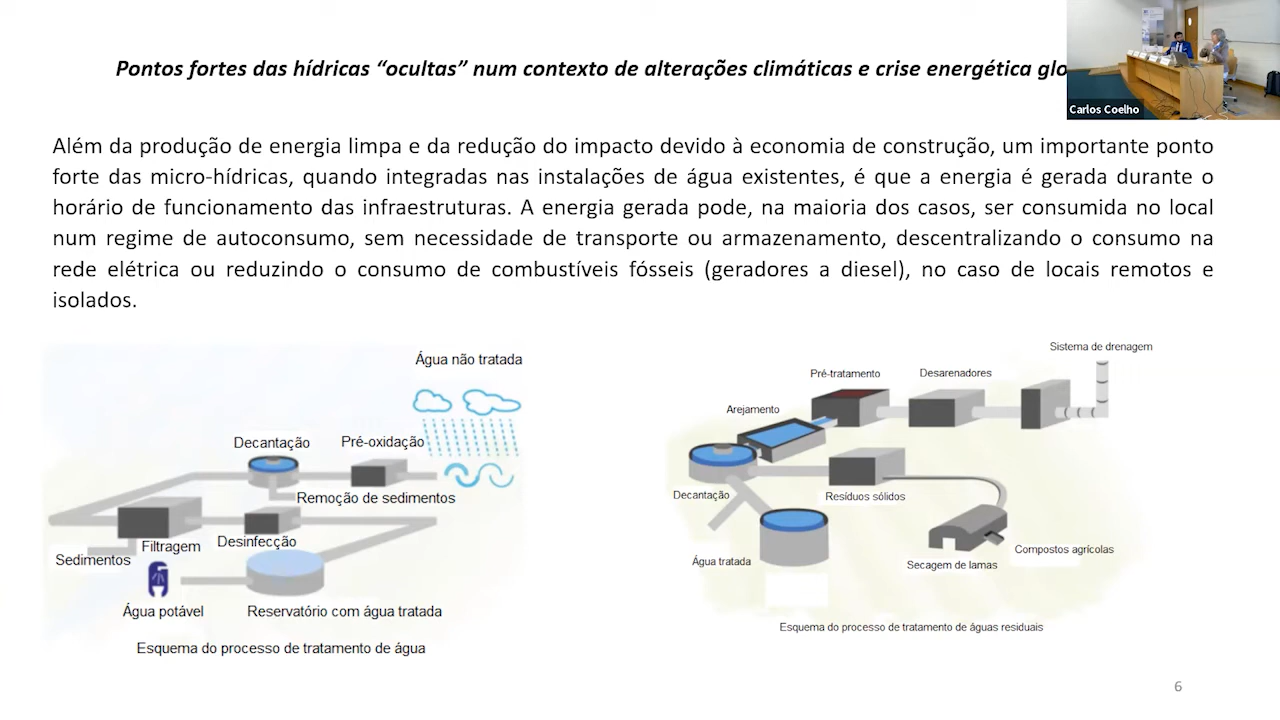 Pontos fortes das hídricas “ocultas” num contexto de alterações climáticas e crise energética glo
Carlos Coelho
Além da produção de energia limpa e da redução do impacto devido à economia de construção, um importante ponto
forte das micro-hídricas, quando integradas nas instalações de água existentes, é que a energia é gerada durante o
horário de funcionamento das infraestruturas. A energia gerada pode, na maioria dos casos, ser consumida no local
num regime de autoconsumo, sem necessidade de transporte ou armazenamento, descentralizando o consumo na
rede elétrica ou reduzindo o consumo de combustíveis fósseis (geradores a diesel), no caso de locais remotos e
isolados.
Água não tratada
Decantação
Pré-oxidação
Remoção de sedimentos
Desinfecção
Filtragem
Sedimentos
Água potável
Reservatório com água tratada
Esquema do processo de tratamento de água
Sistema de drenagem
Pré-tratamento
Desarenadores
Arejamento
Decantação
Resíduos sólidos
Água tratada
Secagem de lamas
Compostos agrícolas
Esquema do processo de tratamento de águas residuais
6